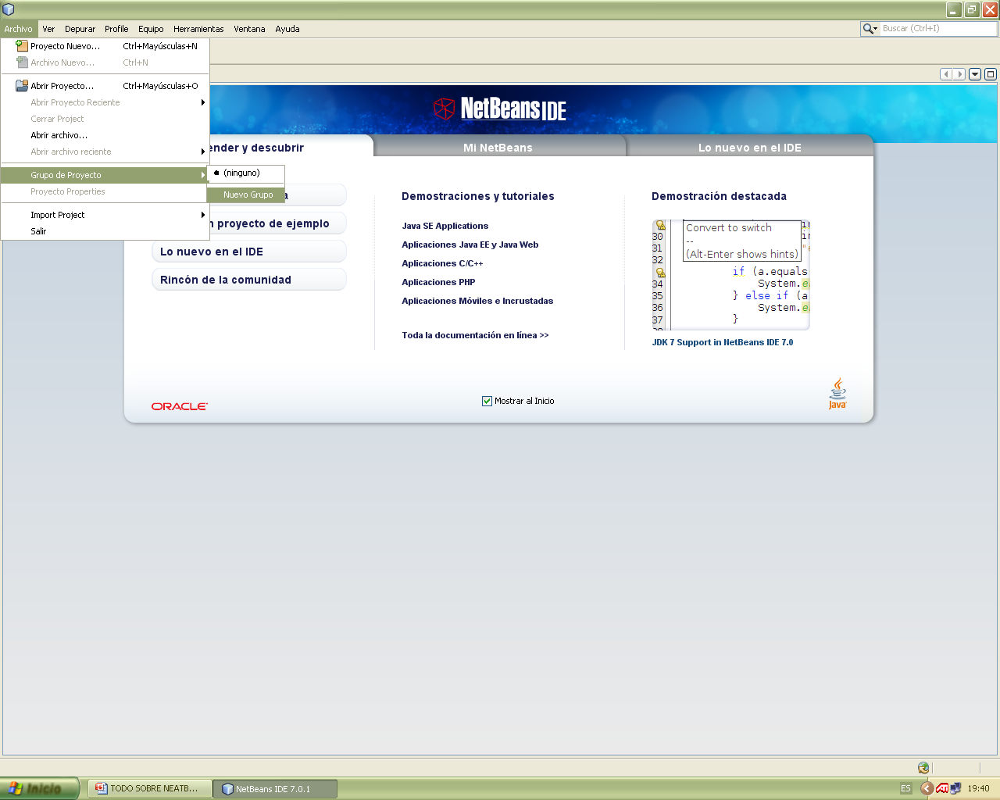 Archivo Ver Depurar Profile Equipo Herramientas Ventana Ayuda
Buscar (Ctrl+I)
Proyecto Nuevo... Ctrl+Mayúsculas+N
Archivo Nuevo... Ctrl+N
Abrir Proyecto... Ctrl+Mayúsculas+O
Abrir Proyecto Reciente
Cerrar Project
Abrir archivo...
Abrir archivo reciente
Grupo de Proyecto
Proyecto Properties
Import Project
Salir
(ninguno)
Nuevo Grupo
NetBeans IDE
ender y descubrir
Mi NetBeans
Lo nuevo en el IDE
a
n proyecto de ejemplo
Lo nuevo en el IDE
Rincón de la comunidad
Demostraciones y tutoriales
Java SE Applications
Aplicaciones Java EE y Java Web
Aplicaciones C/C++
Aplicaciones PHP
Aplicaciones Móviles e Incrustadas
Toda la documentación en línea >>
Demostración destacada
Convert to switch
--
(Alt-Enter shows hints)
in
30 in
31 "e
32
if (a.equals
34 System.e
35 } else if (a
36 System.e
37 }
JDK 7 Support in NetBeans IDE 7.0
ORACLE
Mostrar al Inicio
Java
Inicio
TODO SOBRE NEATB...
NetBeans IDE 7.0.1
ES
19:40